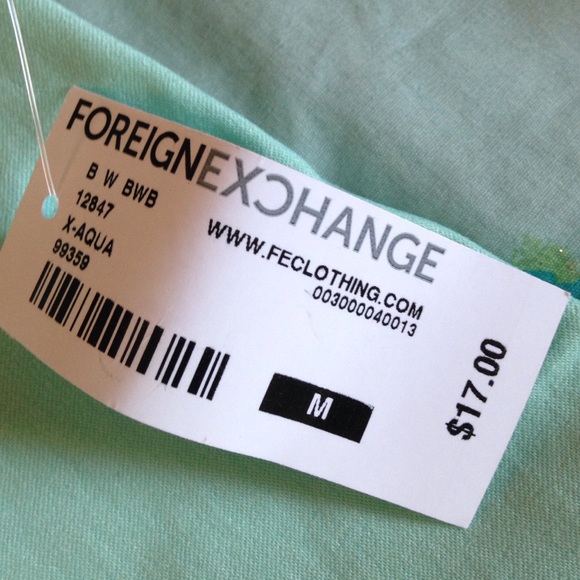 FOREIGNEXCHANGE
B W BWB
12847
X-AQUA
99359
WWW.FECLOTHING.COM
003000040013
M
$17.00